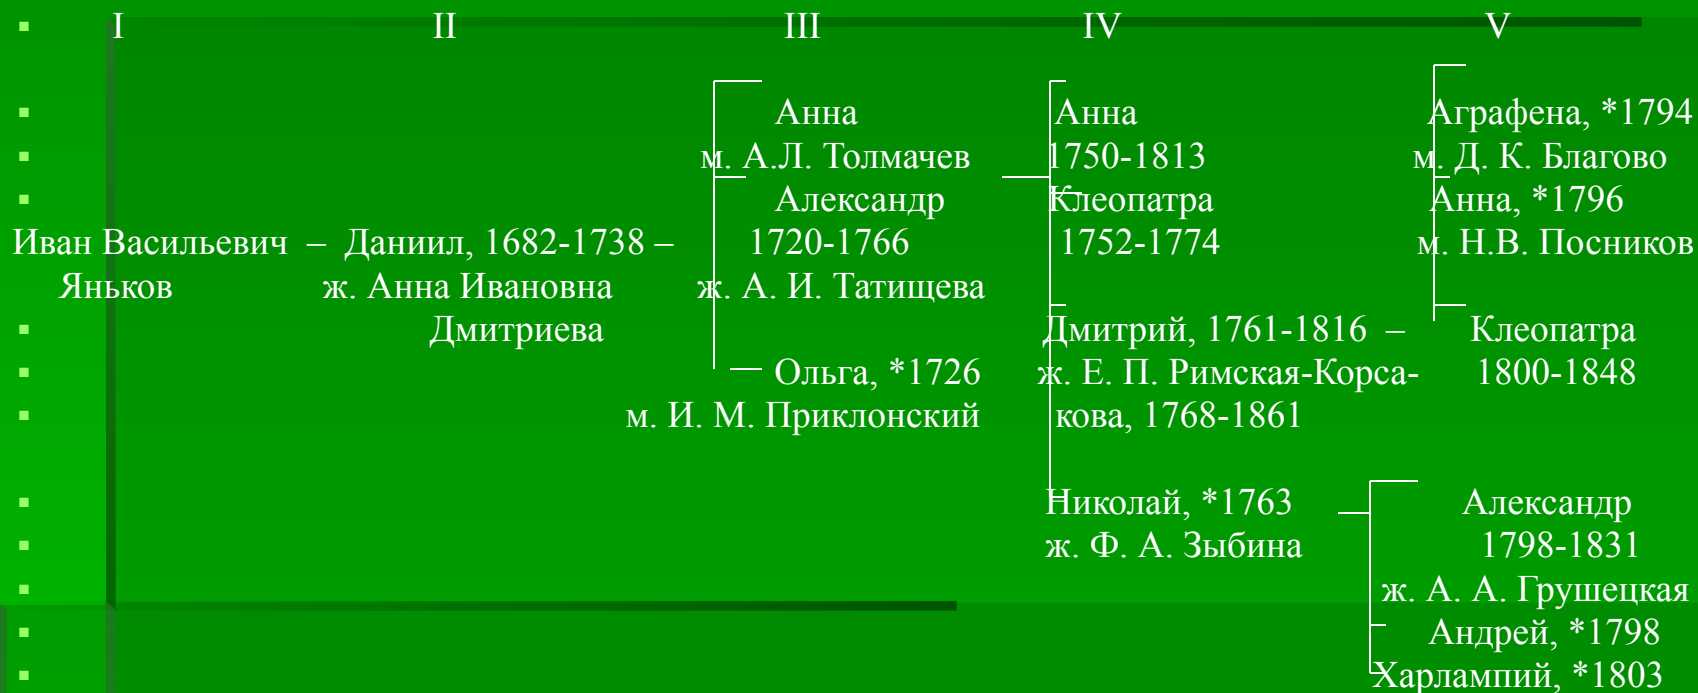 I II III IV V
Анна Анна Аграфена, *1794
м. А.Л. Толмачев 1750-1813 м. Д. К. Благово
Александр Клеопатра Анна, *1796
Иван Васильевич – Даниил, 1682-1738 – 1720-1766 1752-1774 м. Н.В. Посников
Яньков ж. Анна Ивановна ж. А. И. Татищева
Дмитриева Дмитрий, 1761-1816 – Клеопатра
Ольга, *1726 ж. Е. П. Римская-Корса- 1800-1848
м. И. М. Приклонский кова, 1768-1861
Николай, *1763 Александр
ж. Ф. А. Зыбина 1798-1831
ж. А. А. Грушецкая
Андрей, *1798
Харлампий, *1803